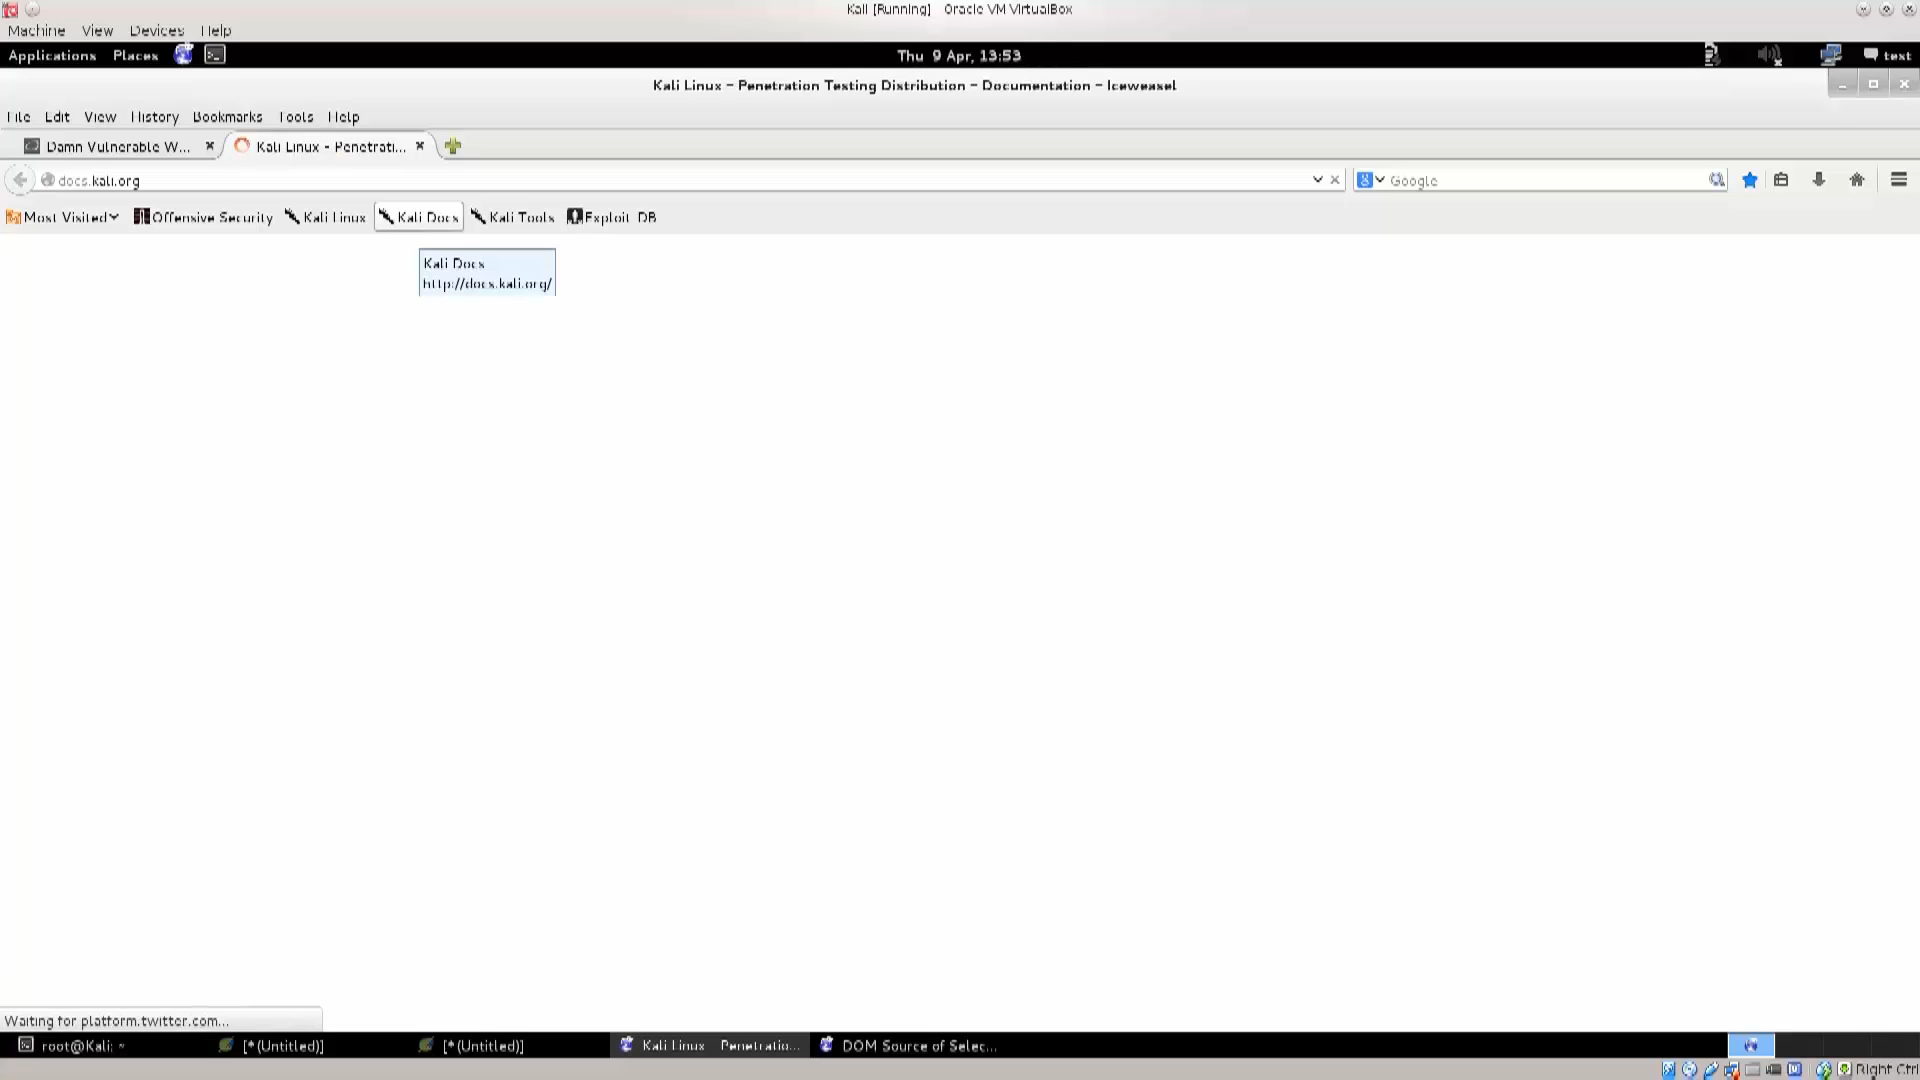 Kali [Running] Oracle VM VirtualBox
Machine View Devices Help
Applications Places Thu 9 Apr, 13:53 text
Kali Linux - Penetration Testing Distribution - Documentation - Iceweasel
File Edit View History Bookmarks Tools Help
Damn Vulnerable W... Kali Linux - Penetrati...
docs.kali.org Google
Most Visited Offensive Security Kali Linux Kali Docs Kali Tools Exploit DB
Kali Docs
http://docs.kali.org/
Waiting for platform.twitter.com...
root@Kali: ~ [*(Untitled)] [*(Untitled)] Kali Linux Penetratio... DOM Source of Selec...
Right Ctrl